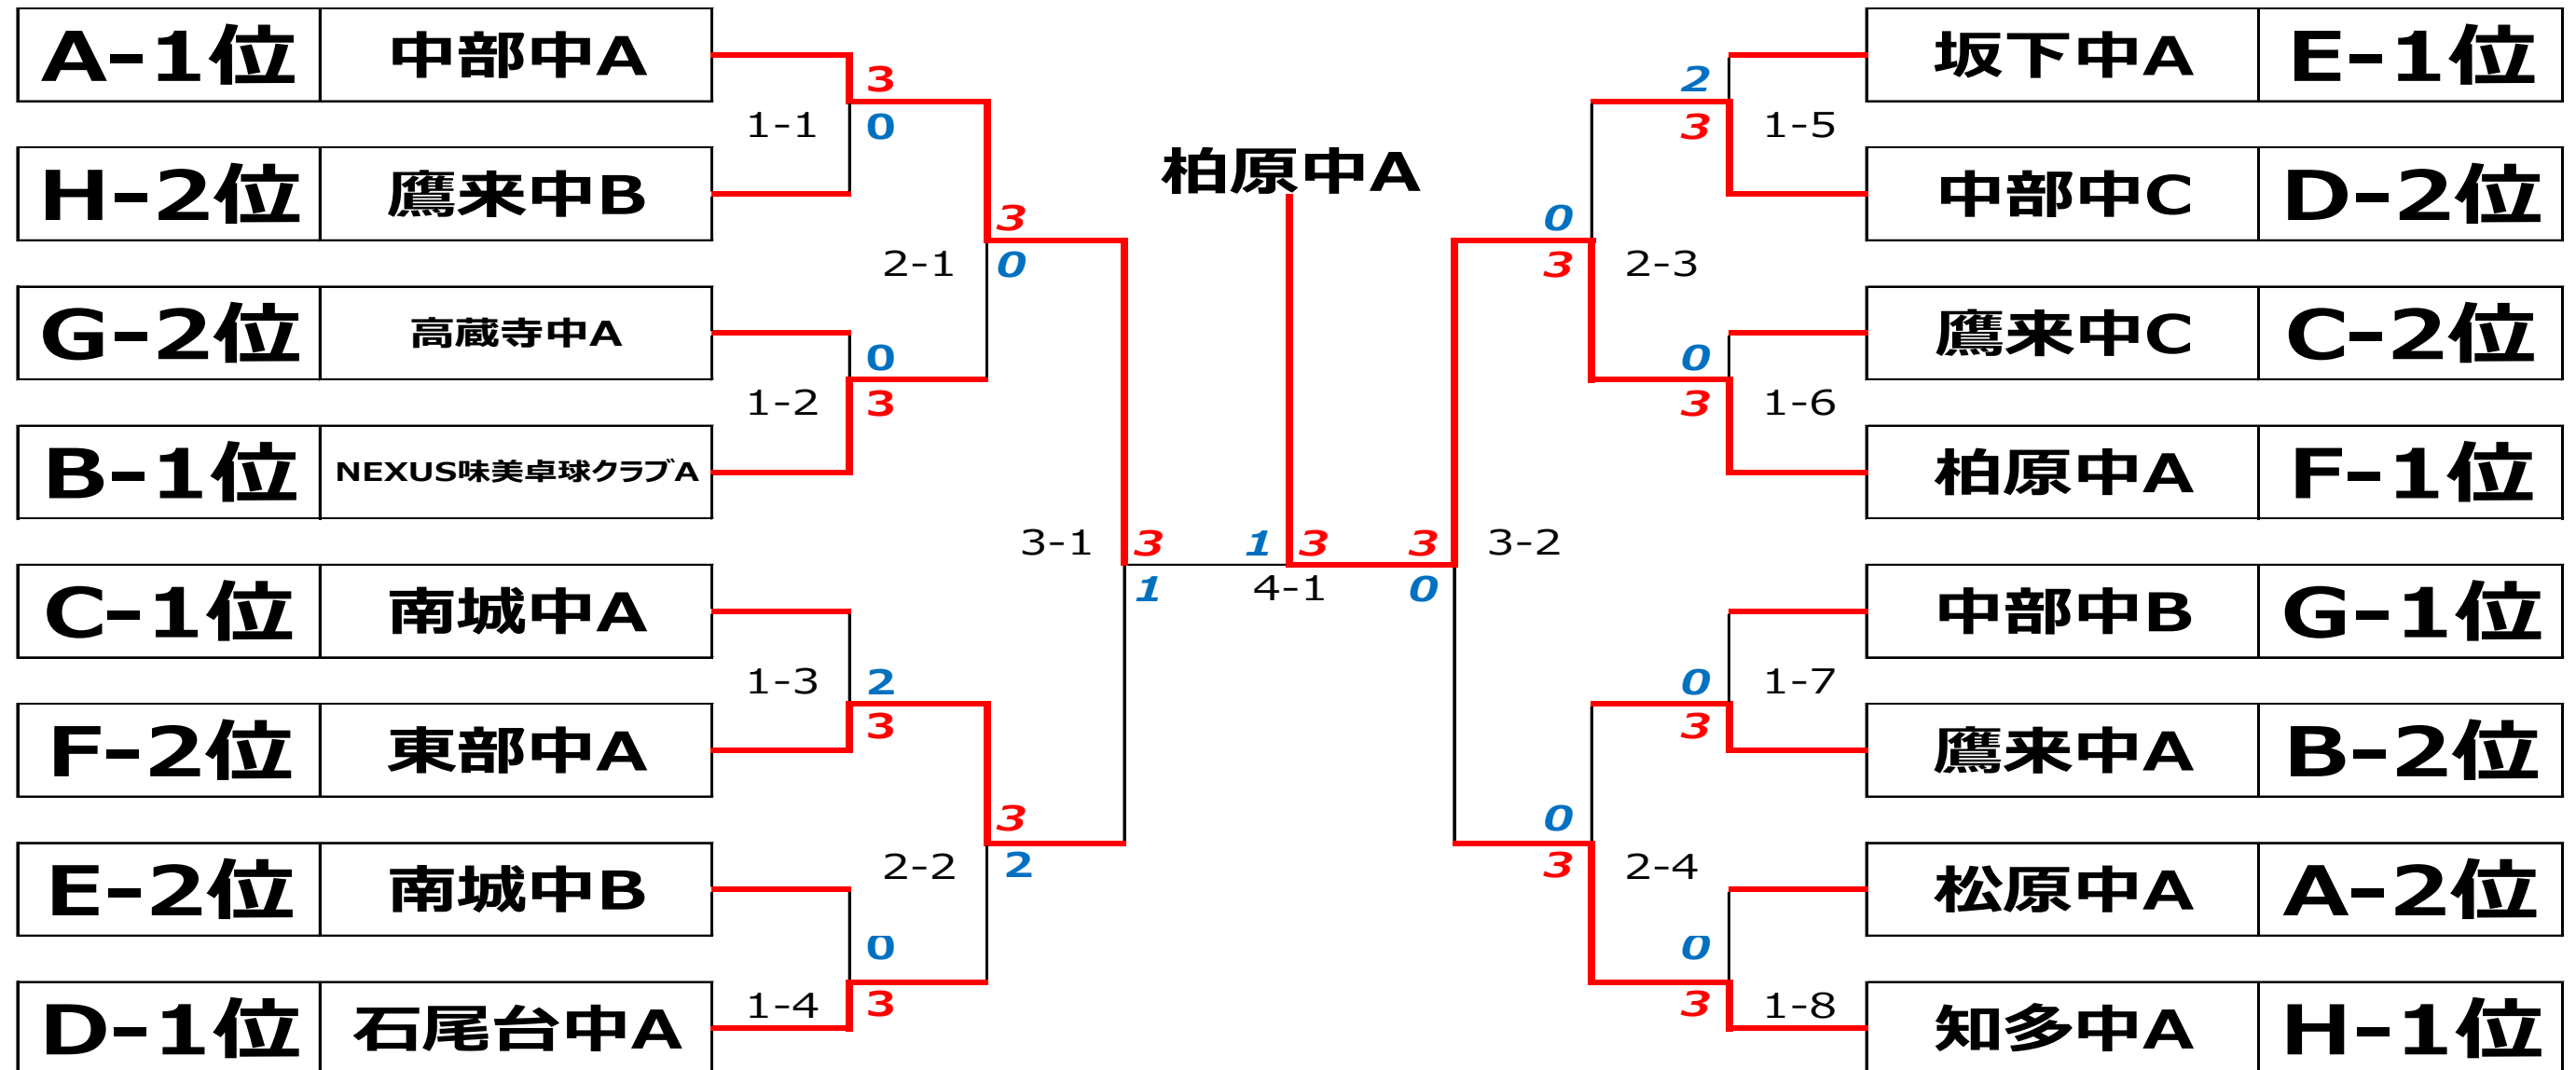 A-1位 中部中A 3 2 坂下中A E-1位
1-1 0 3 1-5
H-2位 鷹来中B 柏原中A 中部中C D-2位
3 0
2-1 0 3 2-3
G-2位 高蔵寺中A 0 0 鷹来中C C-2位
1-2 3 3 1-6
B-1位 NEXUS味美卓球クラブA 柏原中A F-1位
3-1 3 1 3 3 3-2
1 4-1 0
C-1位 南城中A 中部中B G-1位
1-3 2 0 1-7
F-2位 東部中A 3 3 鷹来中A B-2位
3 0
2-2 2 3 2-4
E-2位 南城中B 松原中A A-2位
0 0
D-1位 石尾台中A 1-4 3 3 1-8 知多中A H-1位